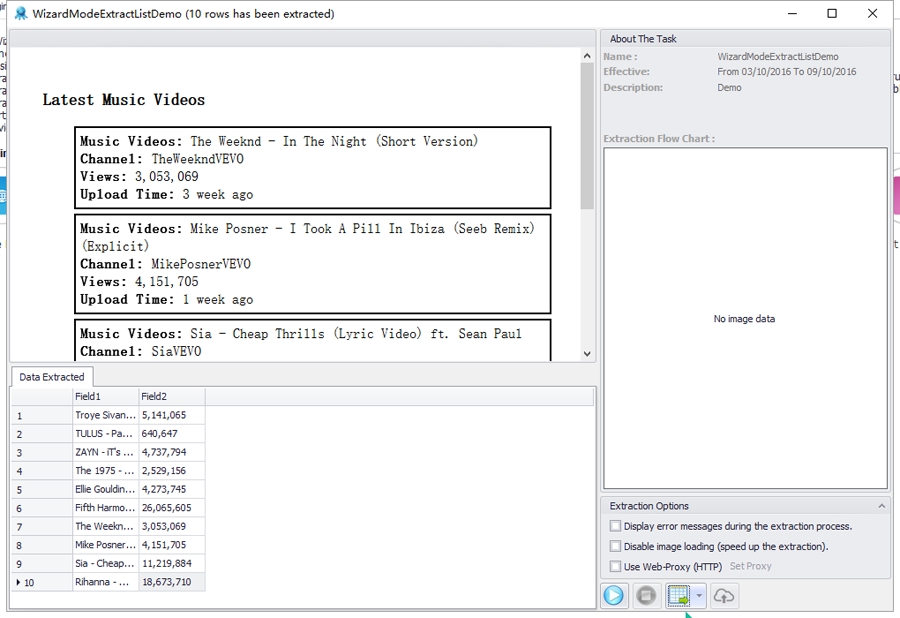 WizardModeExtractListDemo (10 rows has been extracted)
Latest Music Videos
Music Videos: The Weeknd - In The Night (Short Version)
Channel: TheWeekndVEVO
Views: 3,053,069
Upload Time: 3 week ago
Music Videos: Mike Posner - I Took A Pill In Ibiza (Seeb Remix)
(Explicit)
Channel: MikePosnerVEVO
Views: 4,151,705
Upload Time: 1 week ago
Music Videos: Sia - Cheap Thrills (Lyric Video) ft. Sean Paul
Channel: SiaVEVO
Data Extracted
Field1 Field2
1 Troye Sivan... 5,141,065
2 TULUS - Pa... 640,647
3 ZAYN - iT's ... 4,737,794
4 The 1975 - ... 2,529,156
5 Ellie Gouldin... 4,273,745
6 Fifth Harmo... 26,065,605
7 The Weekn... 3,053,069
8 Mike Posner... 4,151,705
9 Sia - Cheap... 11,219,884
10 Rihanna - ... 18,673,710
About The Task
Name : WizardModeExtractListDemo
Effective: From 03/10/2016 To 09/10/2016
Description: Demo
Extraction Flow Chart :
No image data
Extraction Options
Display error messages during the extraction process.
Disable image loading (speed up the extraction).
Use Web-Proxy (HTTP) Set Proxy